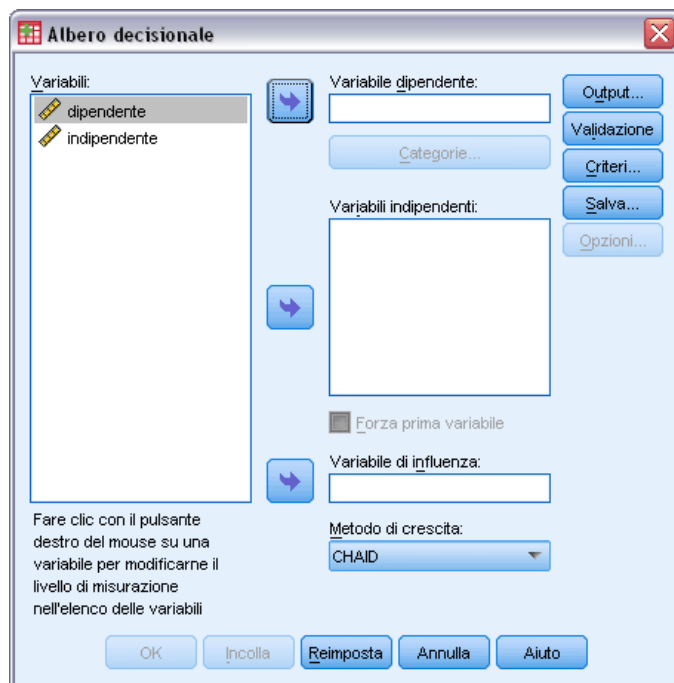 Albero decisionale
Variabili:
dipendente
indipendente
Fare clic con il pulsante
destro del mouse su una
variabile per modificarne il
livello di misurazione
nell'elenco delle variabili
Variabile dipendente:
Categorie...
Variabili indipendenti:
Forza prima variabile
Variabile di influenza:
Metodo di crescita:
CHAID
Output...
Validazione
Criteri...
Salva...
Opzioni...
OK
Incolla
Reimposta
Annulla
Aiuto